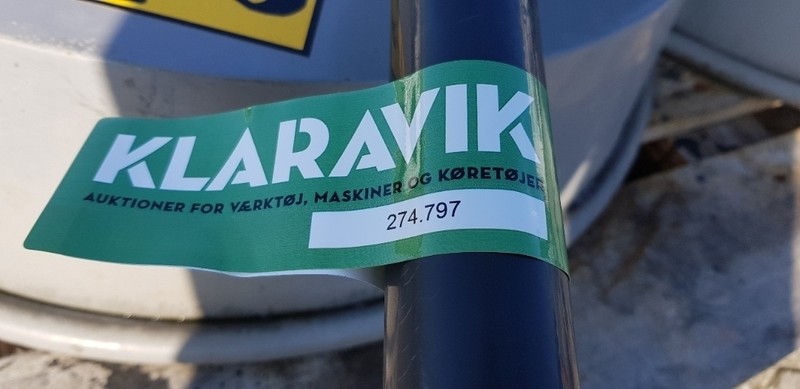 KLARAVIK
AUKTIONER FOR VÆRKTØJ, MASKINER OG KØRETØJER
274.797